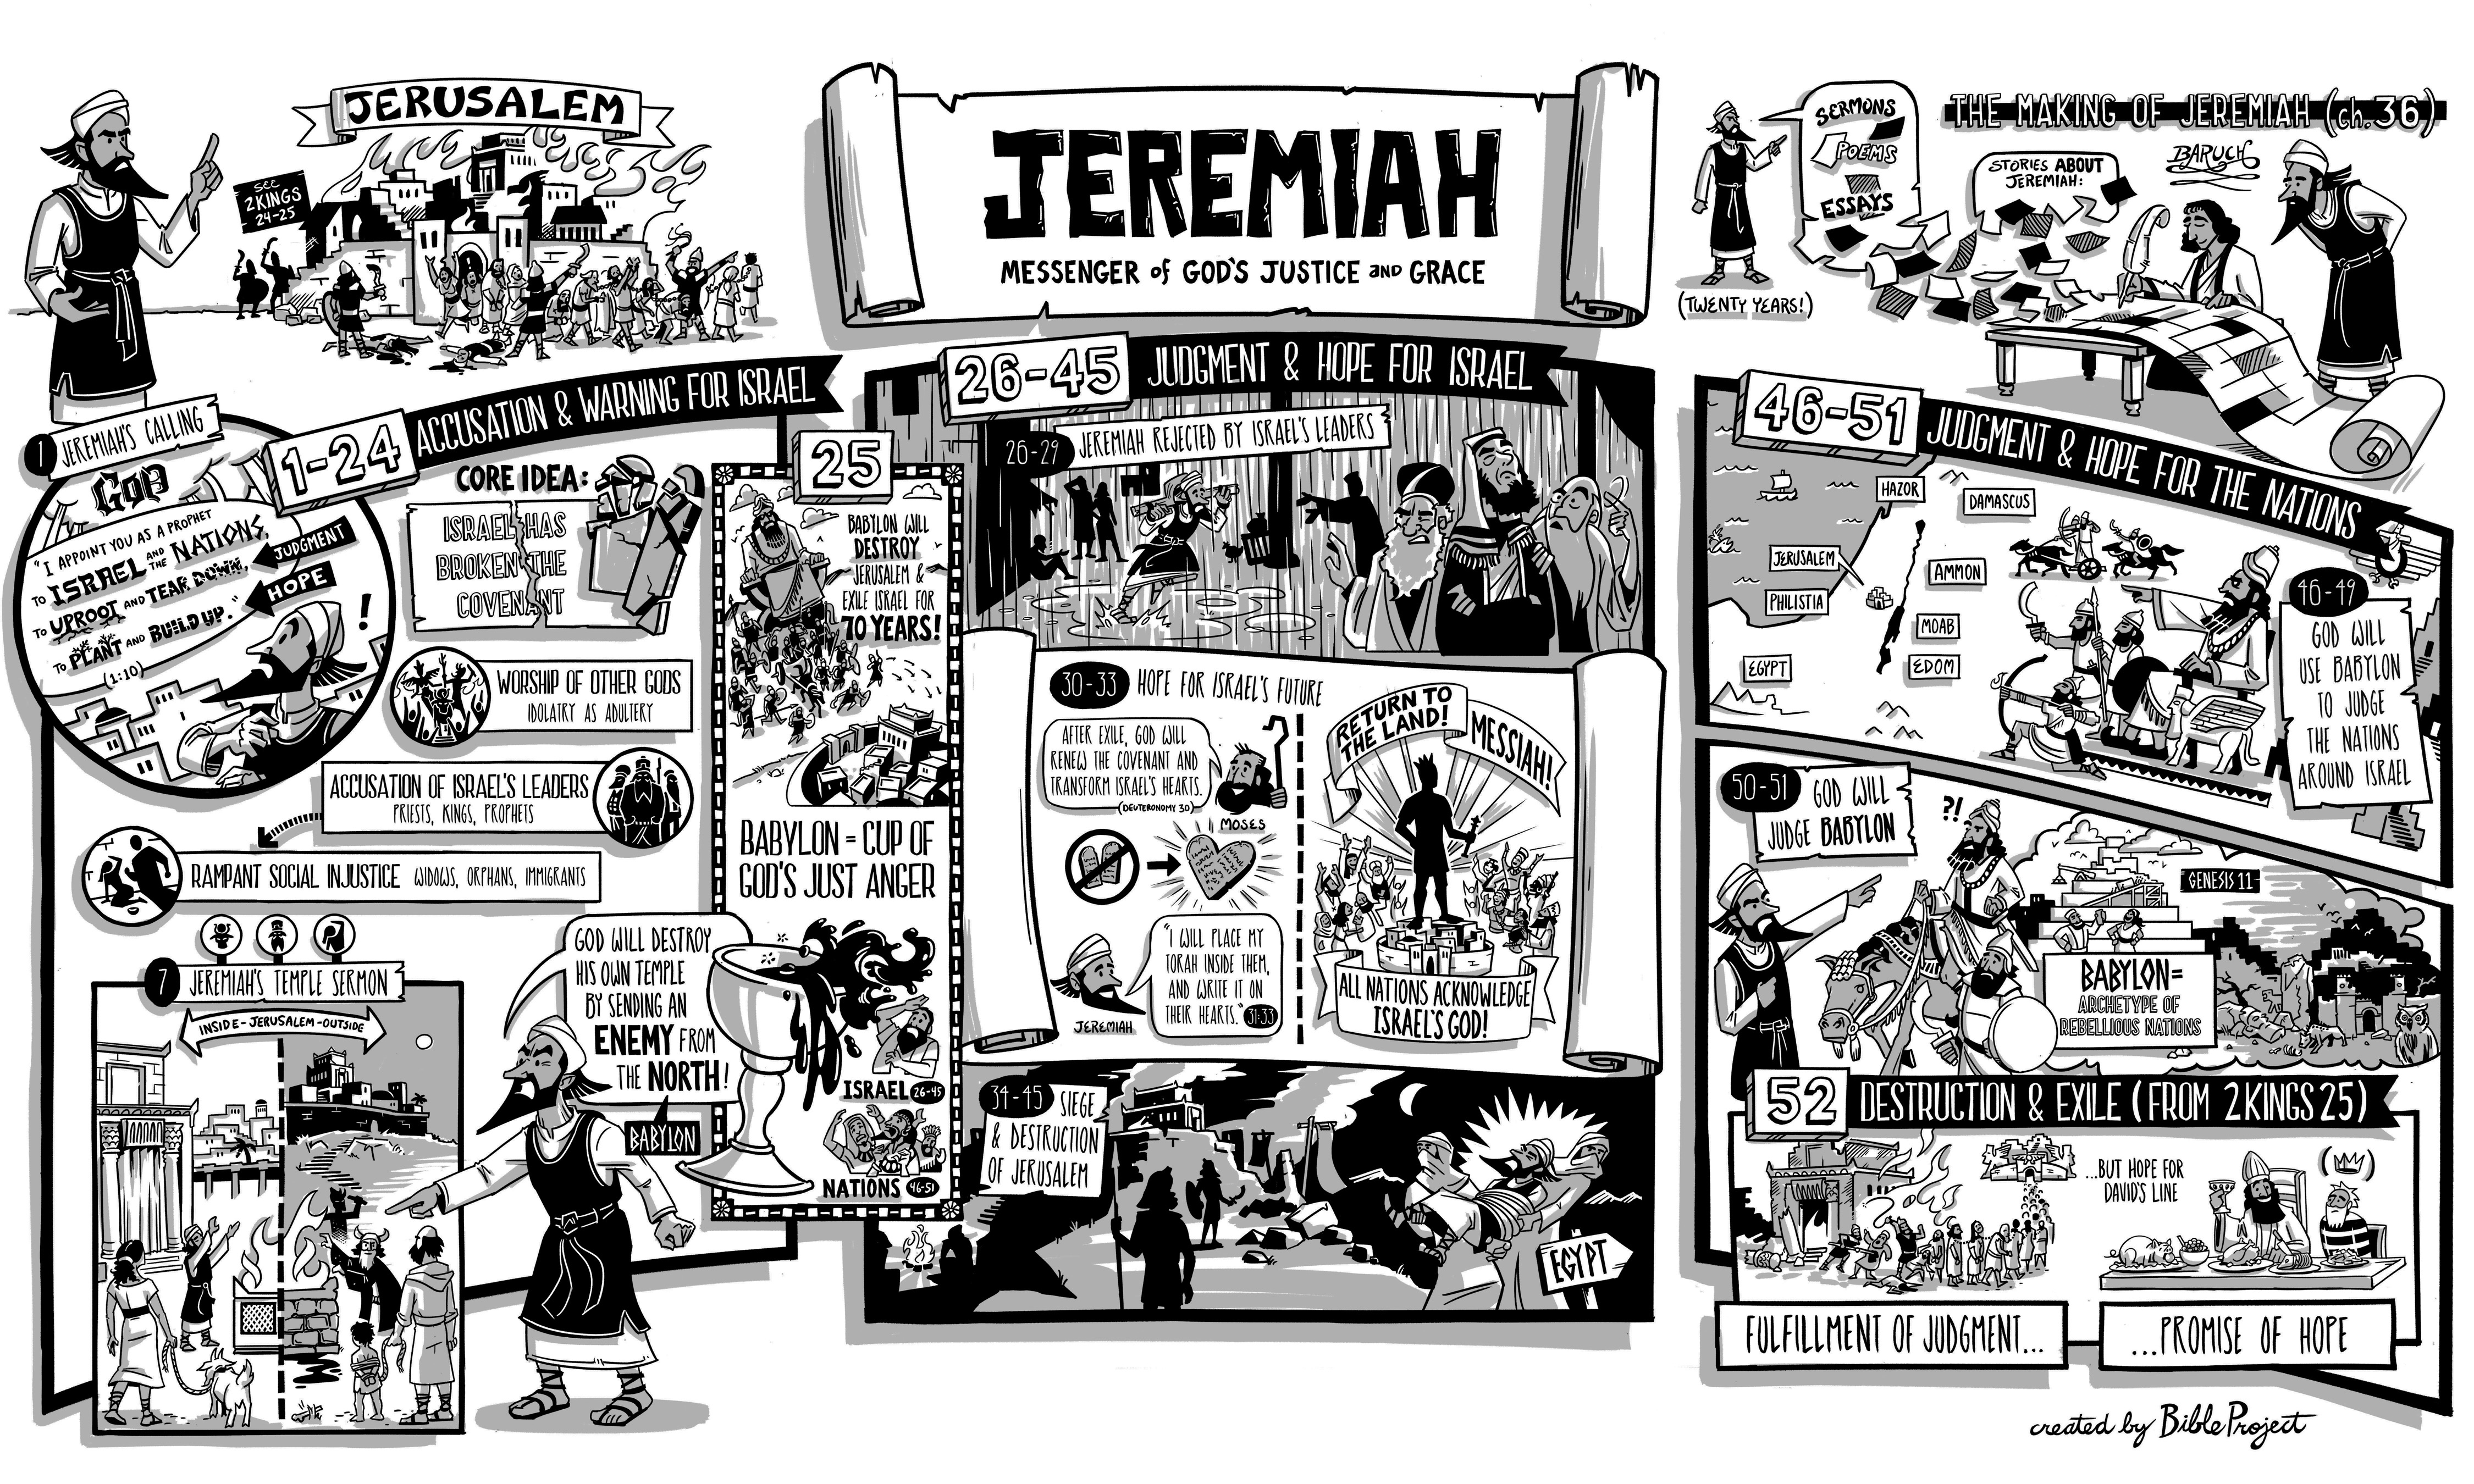 JERUSALEM
SEE
2 KINGS
24-25
JEREMIAH
MESSENGER of GOD'S JUSTICE AND GRACE
SERMONS
POEMS
ESSAYS
(TWENTY YEARS!)
THE MAKING OF JEREMIAH (ch. 36)
STORIES ABOUT
JEREMIAH:
BARUCH
1-24 ACCUSATION & WARNING FOR ISRAEL
1 JEREMIAH'S CALLING
GOD
"I APPOINT YOU AS A PROPHET
TO ISRAEL AND THE NATIONS,
TO UPROOT AND TEAR DOWN,
TO PLANT AND BUILD UP."
(1:10)
JUDGMENT
HOPE
!
CORE IDEA:
ISRAEL HAS
BROKEN THE
COVENANT
WORSHIP OF OTHER GODS
IDOLATRY AS ADULTERY
ACCUSATION OF ISRAEL'S LEADERS
PRIESTS, KINGS, PROPHETS
RAMPANT SOCIAL INJUSTICE WIDOWS, ORPHANS, IMMIGRANTS
7 JEREMIAH'S TEMPLE SERMON
INSIDE-JERUSALEM-OUTSIDE
GOD WILL DESTROY
HIS OWN TEMPLE
BY SENDING AN
ENEMY FROM
THE NORTH!
BABYLON
25
BABYLON WILL
DESTROY
JERUSALEM &
EXILE ISRAEL FOR
70 YEARS!
BABYLON = CUP OF
GOD'S JUST ANGER
ISRAEL 26-45
NATIONS 46-51
26-45 JUDGMENT & HOPE FOR ISRAEL
26-29 JEREMIAH REJECTED BY ISRAEL'S LEADERS
30-33 HOPE FOR ISRAEL'S FUTURE
AFTER EXILE, GOD WILL
RENEW THE COVENANT AND
TRANSFORM ISRAEL'S HEARTS.
(DEUTERONOMY 30)
MOSES
"I WILL PLACE MY
TORAH INSIDE THEM,
AND WRITE IT ON
THEIR HEARTS." 31:33
JEREMIAH
RETURN TO
THE LAND!
MESSIAH!
ALL NATIONS ACKNOWLEDGE
ISRAEL'S GOD!
34-45 SIEGE
& DESTRUCTION
OF JERUSALEM
EGYPT
46-51 JUDGMENT & HOPE FOR THE NATIONS
HAZOR
DAMASCUS
JERUSALEM
AMMON
PHILISTIA
MOAB
EGYPT
EDOM
46-49
GOD WILL
USE BABYLON
TO JUDGE
THE NATIONS
AROUND ISRAEL
50-51 GOD WILL
JUDGE BABYLON
?!
GENESIS 11
BABYLON=
ARCHETYPE OF
REBELLIOUS NATIONS
52 DESTRUCTION & EXILE (FROM 2 KINGS 25)
...BUT HOPE FOR
DAVID'S LINE
FULFILLMENT OF JUDGMENT...
...PROMISE OF HOPE
created by BibleProject